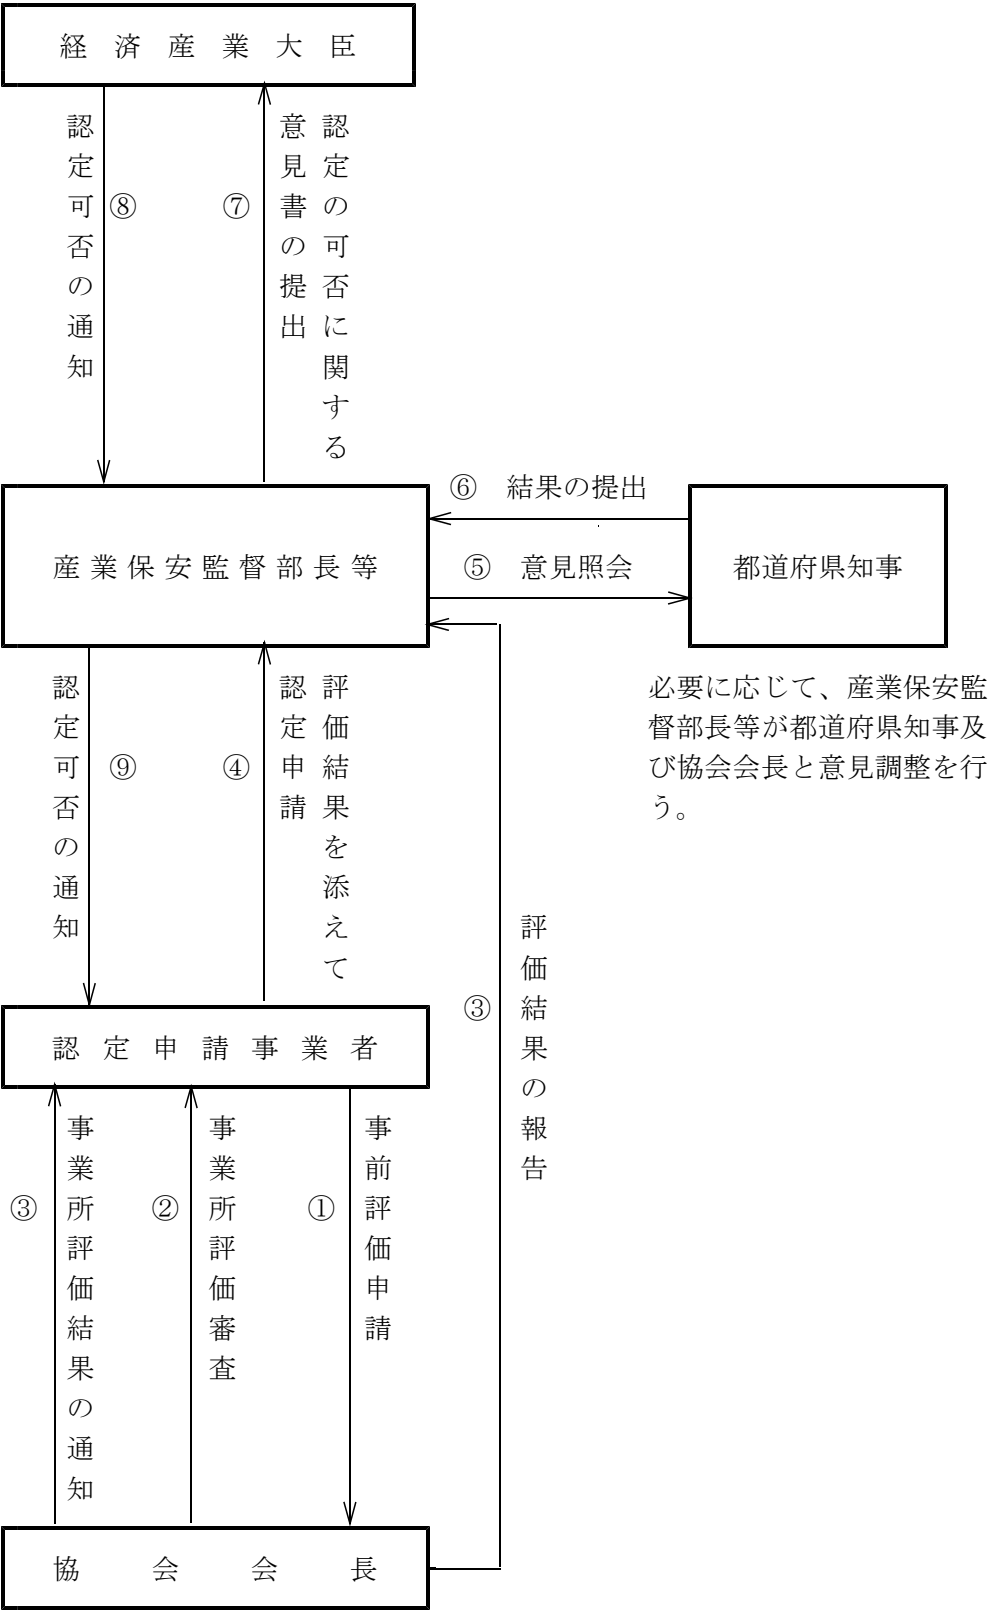 経済産業大臣
認定可否の通知
⑧
⑦
認定の可否に関する
意見書の提出
⑥ 結果の提出
産業保安監督部長等
⑤ 意見照会
都道府県知事
必要に応じて、産業保安監
督部長等が都道府県知事及
び協会会長と意見調整を行
う。
認定可否の通知
⑨
④
評価結果を添えて
認定申請
③
評価結果の報告
認定申請事業者
③
事業所評価結果の通知
②
事業所評価審査
①
事前評価申請
協会会長